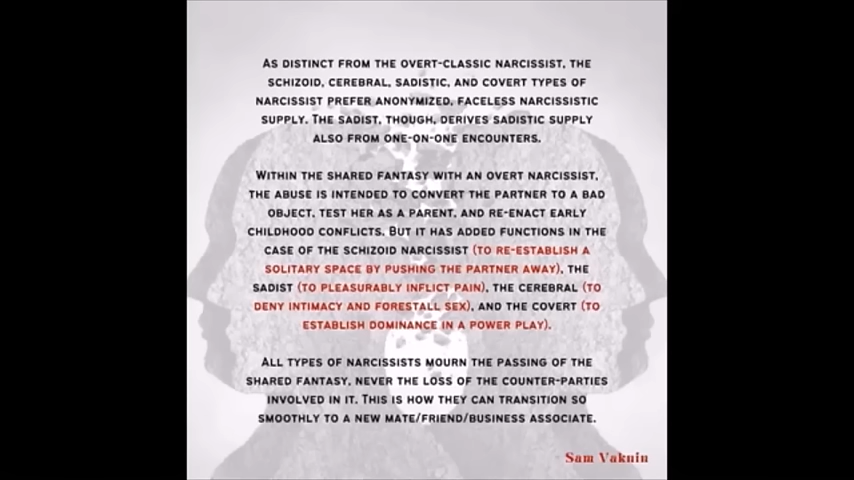 AS DISTINCT FROM THE OVERT-CLASSIC NARCISSIST, THE
SCHIZOID, CEREBRAL, SADISTIC, AND COVERT TYPES OF
NARCISSIST PREFER ANONYMIZED, FACELESS NARCISSISTIC
SUPPLY. THE SADIST, THOUGH, DERIVES SADISTIC SUPPLY
ALSO FROM ONE-ON-ONE ENCOUNTERS.
WITHIN THE SHARED FANTASY WITH AN OVERT NARCISSIST,
THE ABUSE IS INTENDED TO CONVERT THE PARTNER TO A BAD
OBJECT, TEST HER AS A PARENT, AND RE-ENACT EARLY
CHILDHOOD CONFLICTS. BUT IT HAS ADDED FUNCTIONS IN THE
CASE OF THE SCHIZOID NARCISSIST (TO RE-ESTABLISH A
SOLITARY SPACE BY PUSHING THE PARTNER AWAY), THE
SADIST (TO PLEASURABLY INFLICT PAIN), THE CEREBRAL (TO
DENY INTIMACY AND FORESTALL SEX), AND THE COVERT (TO
ESTABLISH DOMINANCE IN A POWER PLAY).
ALL TYPES OF NARCISSISTS MOURN THE PASSING OF THE
SHARED FANTASY, NEVER THE LOSS OF THE COUNTER-PARTIES
INVOLVED IN IT. THIS IS HOW THEY CAN TRANSITION SO
SMOOTHLY TO A NEW MATE/FRIEND/BUSINESS ASSOCIATE.
Sam Vaknin